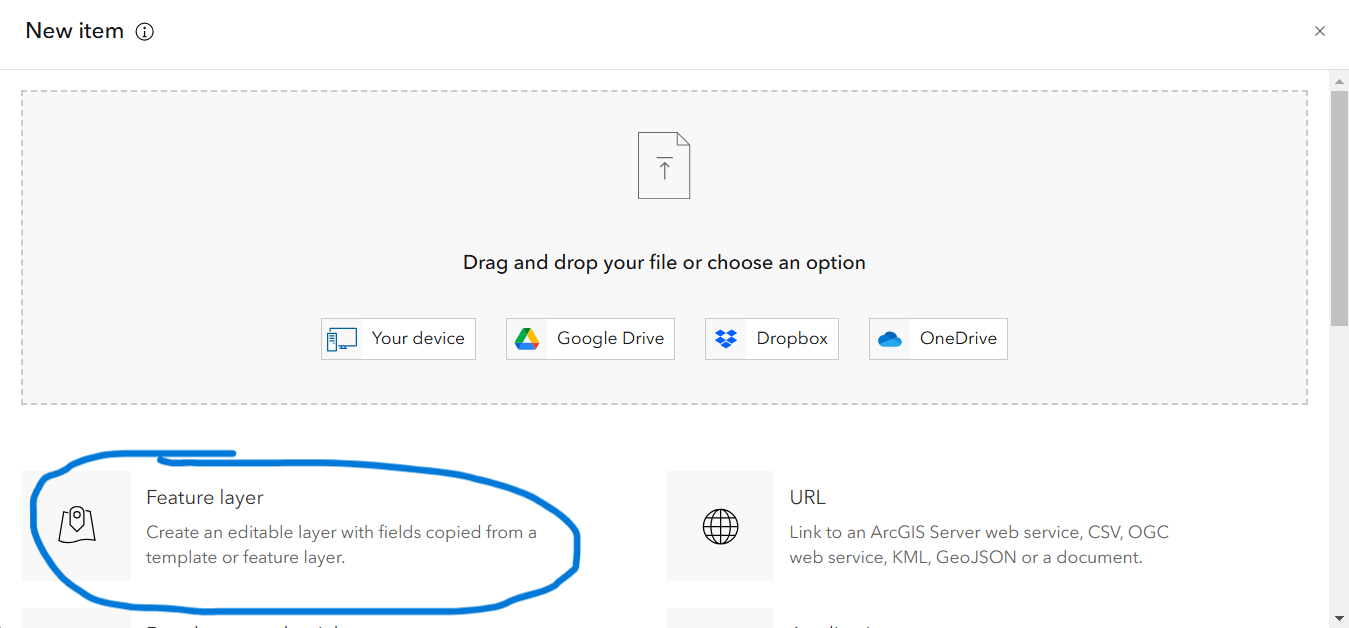 New item
Drag and drop your file or choose an option
Your device
Google Drive
Dropbox
OneDrive
Feature layer
Create an editable layer with fields copied from a
template or feature layer.
URL
Link to an ArcGIS Server web service, CSV, OGC
web service, KML, GeoJSON or a document.